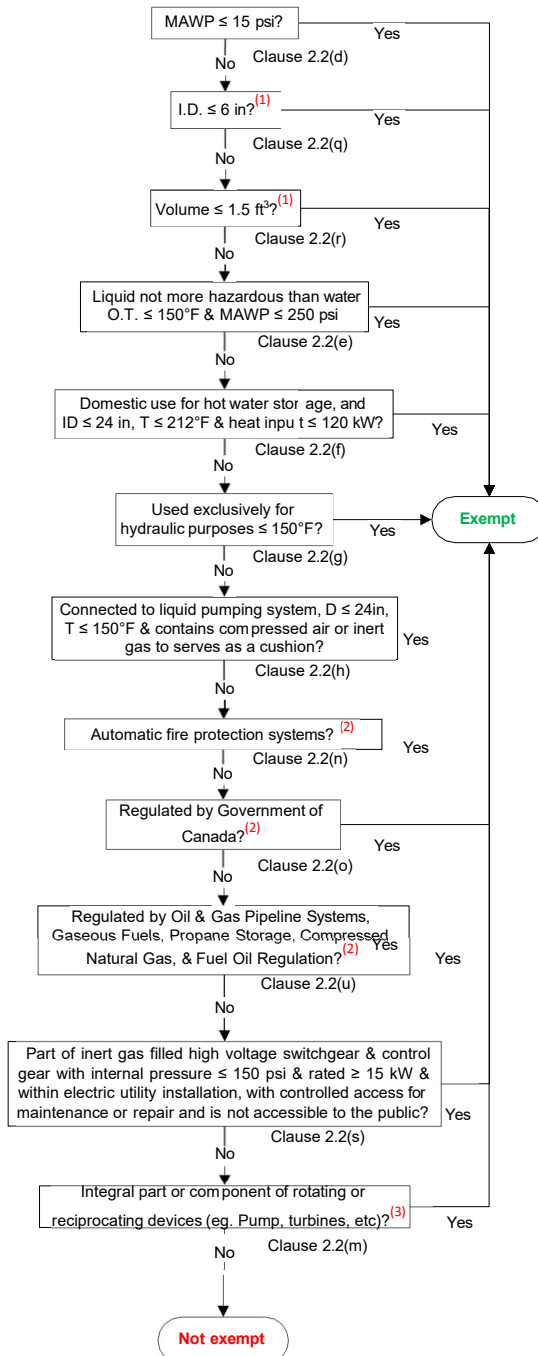 MAWP ≤ 15 psi?
Yes
No
Clause 2.2(d)
I.D. ≤ 6 in?(1)
Yes
Clause 2.2(q)
No
Volume ≤ 1.5 ft³?(1)
Yes
Clause 2.2(r)
No
Liquid not more hazardous than water
O.T. ≤ 150°F & MAWP ≤ 250 psi
Yes
Clause 2.2(e)
No
Domestic use for hot water stor age, and
ID ≤ 24 in, T ≤ 212°F & heat inpu t ≤ 120 kW?
Yes
Clause 2.2(f)
No
Used exclusively for
hydraulic purposes ≤ 150°F?
Yes
Exempt
Clause 2.2(g)
No
Connected to liquid pumping system, D ≤ 24in,
T ≤ 150°F & contains compressed air or inert
gas to serves as a cushion?
Yes
Clause 2.2(h)
No
Automatic fire protection systems? (2)
Yes
Clause 2.2(n)
No
Regulated by Government of
Canada?(2)
Yes
Clause 2.2(o)
No
Regulated by Oil & Gas Pipeline Systems,
Gaseous Fuels, Propane Storage, Compressed
Yes
Natural Gas, & Fuel Oil Regulation?(2)
Yes
Clause 2.2(u)
No
Part of inert gas filled high voltage switchgear & control
gear with internal pressure ≤ 150 psi & rated ≥ 15 kW &
within electric utility installation, with controlled access for
maintenance or repair and is not accessible to the public?
Yes
Clause 2.2(s)
No
Integral part or component of rotating or
reciprocating devices (eg. Pump, turbines, etc)?(3)
Yes
Clause 2.2(m)
No
Not exempt